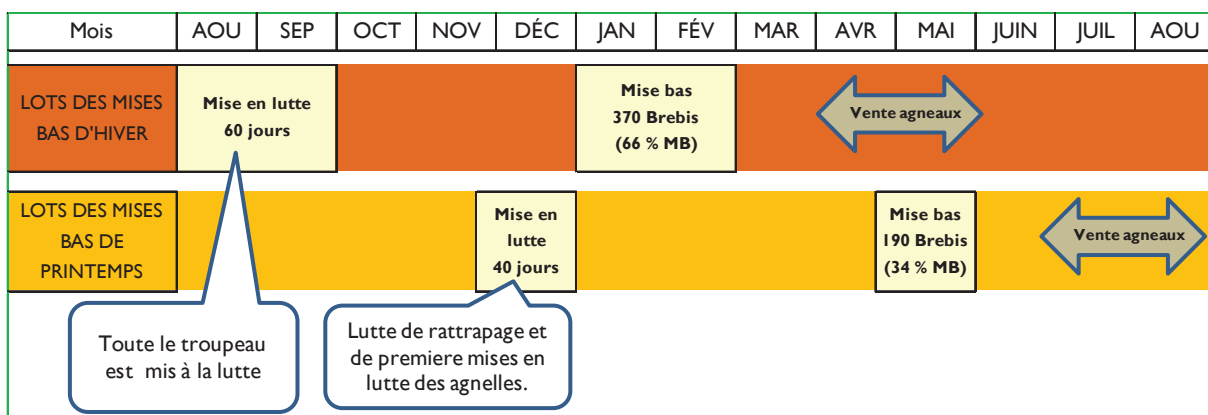 Mois AOU SEP OCT NOV DÉC JAN FÉV MAR AVR MAI JUIN JUIL AOU
LOTS DES MISES
BAS D'HIVER
Mise en lutte
60 jours
Mise bas
370 Brebis
(66 % MB)
Vente agneaux
LOTS DES MISES
BAS DE
PRINTEMPS
Mise en
lutte
40 jours
Mise bas
190 Brebis
(34 % MB)
Vente agneaux
Toute le troupeau
est mis à la lutte
Lutte de rattrapage et
de premiere mises en
lutte des agnelles.